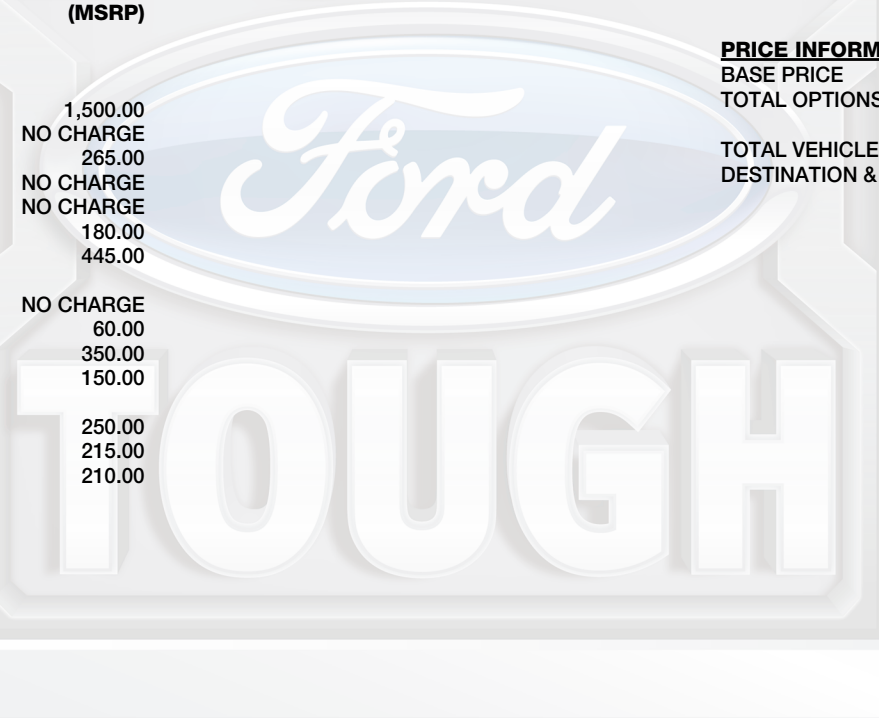 (MSRP)
1,500.00
NO CHARGE
265.00
NO CHARGE
NO CHARGE
180.00
445.00
NO CHARGE
60.00
350.00
150.00
250.00
215.00
210.00
PRICE INFORM
BASE PRICE
TOTAL OPTIONS
TOTAL VEHICLE
DESTINATION &
Ford
TOUGH